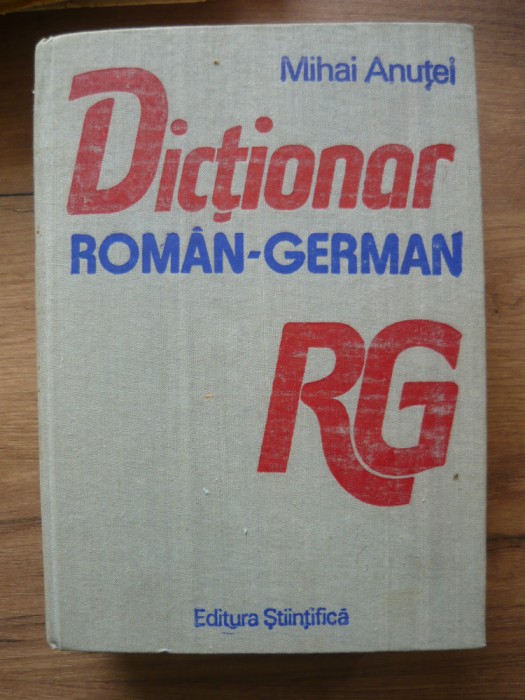 Mihai Anuței
Dicționar
ROMÂN-GERMAN
RG
Editura Științifică